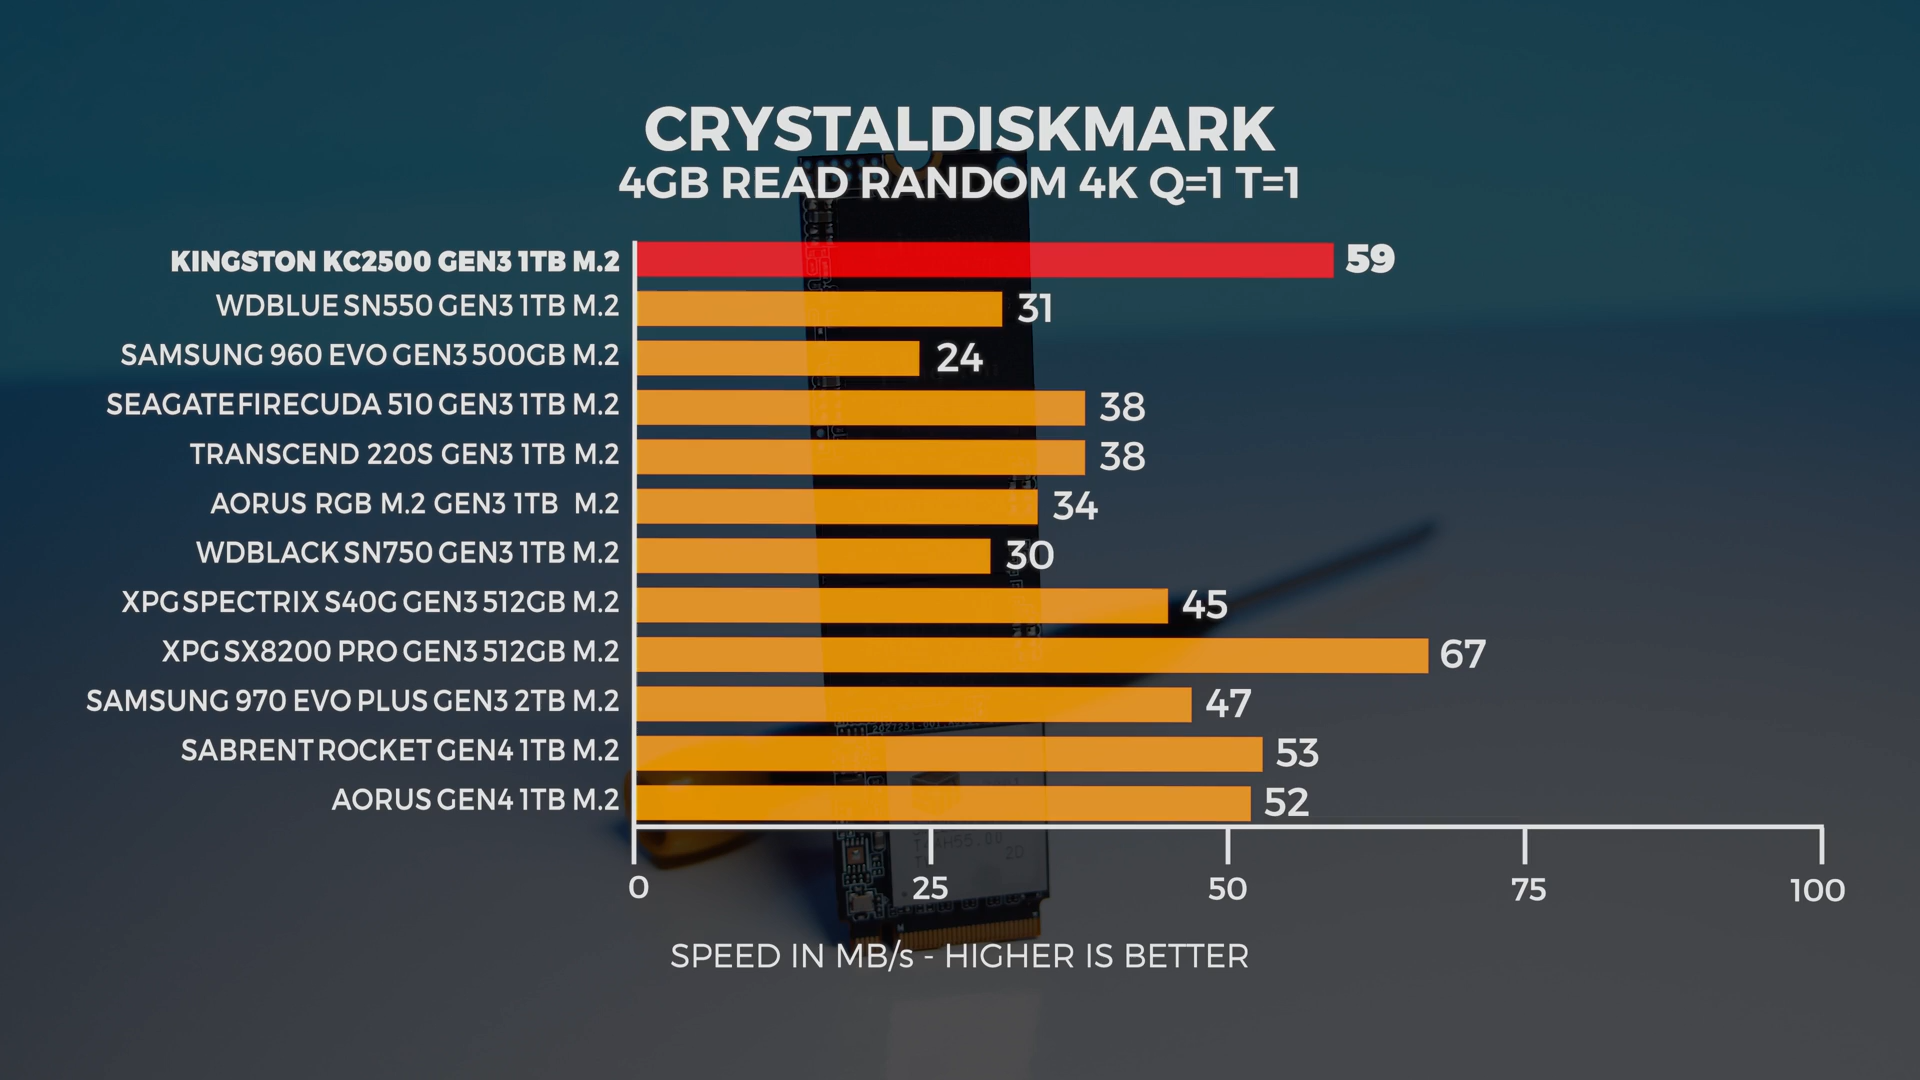 CRYSTALDISKMARK
4GB READ RANDOM 4K Q=1 T=1
KINGSTON KC2500 GEN3 1TB M.2 59
WDBLUE SN550 GEN3 1TB M.2 31
SAMSUNG 960 EVO GEN3 500GB M.2 24
SEAGATE FIRECUDA 510 GEN3 1TB M.2 38
TRANSCEND 220S GEN3 1TB M.2 38
AORUS RGB M.2 GEN3 1TB M.2 34
WDBLACK SN750 GEN3 1TB M.2 30
XPG SPECTRIX S40G GEN3 512GB M.2 45
XPG SX8200 PRO GEN3 512GB M.2 67
SAMSUNG 970 EVO PLUS GEN3 2TB M.2 47
SABRENT ROCKET GEN4 1TB M.2 53
AORUS GEN4 1TB M.2 52
0 25 50 75 100
SPEED IN MB/s - HIGHER IS BETTER